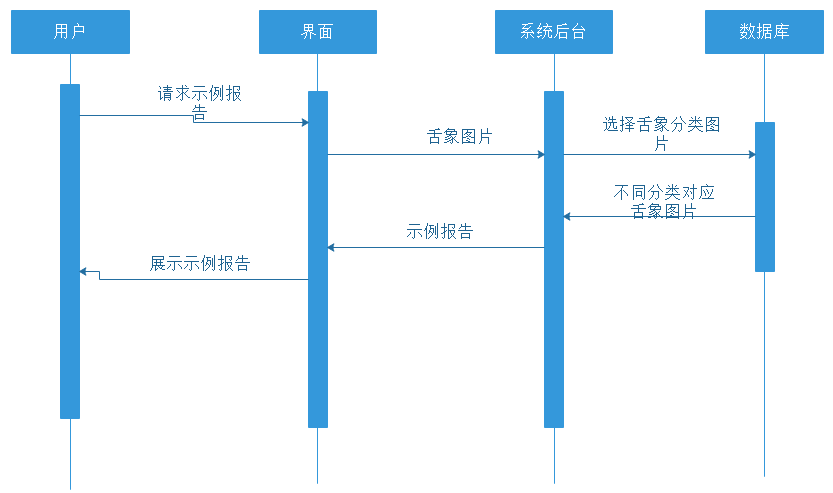 用户
界面
系统后台
数据库
请求示例报
告
舌象图片
选择舌象分类图
片
不同分类对应
舌象图片
示例报告
展示示例报告